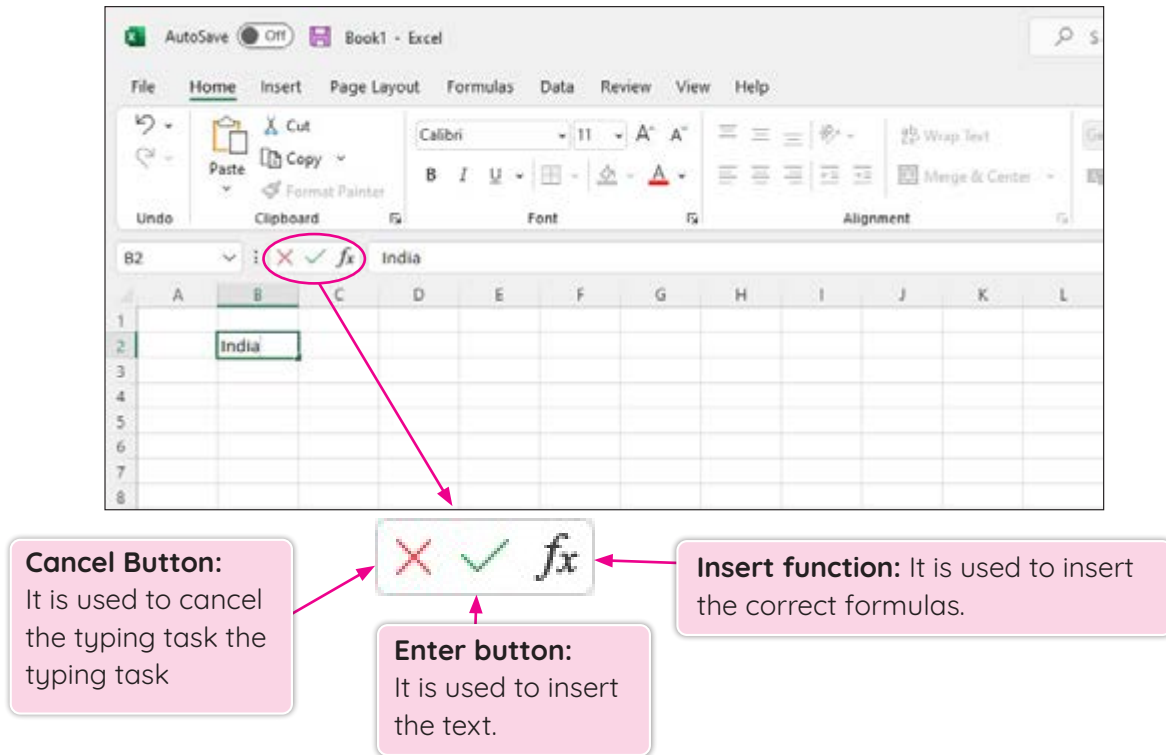 AutoSave Off Book1 - Excel S
File Home Insert Page Layout Formulas Data Review View Help
Cut Calibri 11 A^ A˅ Wrap Text
Paste Copy B I U A Merge & Center
Format Painter
Undo Clipboard Font Alignment
B2 fx India
A B C D E F G H I J K L
1
2 India
3
4
5
6
7
8
fx
Cancel Button:
It is used to cancel
the typing task the
typing task
Enter button:
It is used to insert
the text.
Insert function: It is used to insert
the correct formulas.